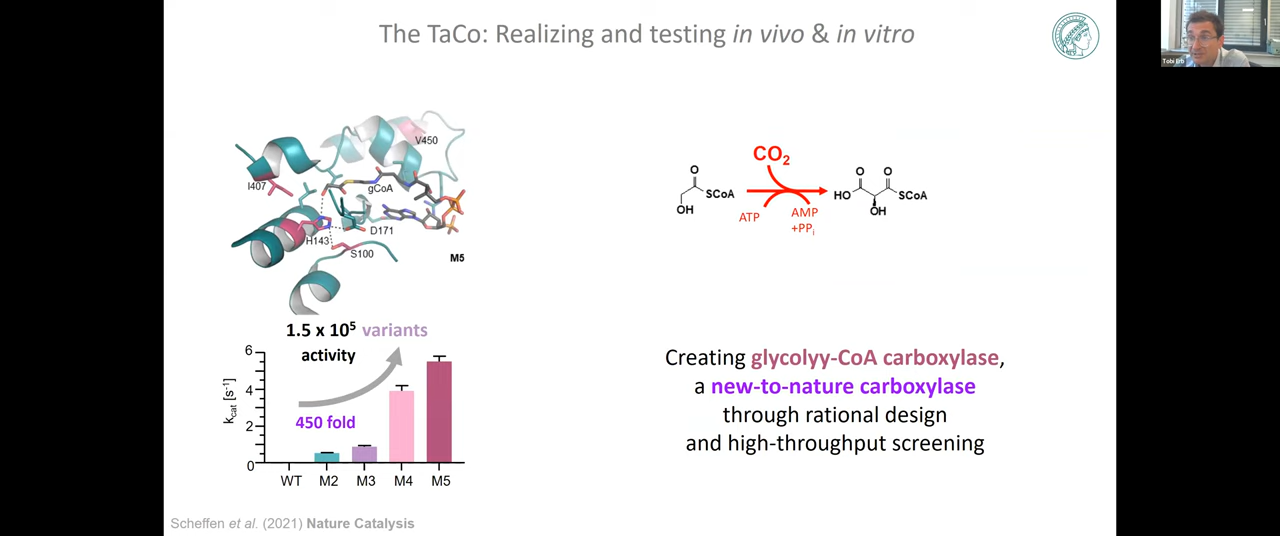 The TaCo: Realizing and testing in vivo & in vitro
Tobi Erb
V450
I407
gCoA
H143
D171
S100
M5
CO2
O
SCoA
OH
ATP
AMP
+PPi
O
O
HO
SCoA
OH
1.5 x 10⁵ variants
activity
450 fold
kcat [s⁻¹]
6
4
2
0
WT M2 M3 M4 M5
Creating glycolyy-CoA carboxylase,
a new-to-nature carboxylase
through rational design
and high-throughput screening
Scheffen et al. (2021) Nature Catalysis